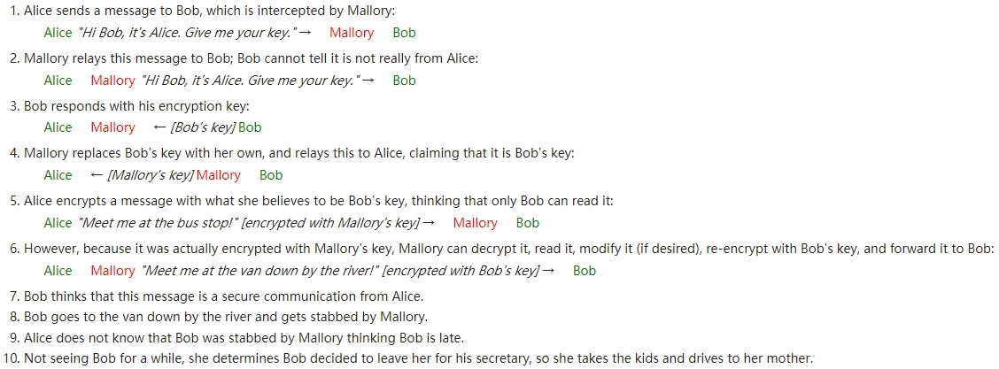 1. Alice sends a message to Bob, which is intercepted by Mallory:
Alice "Hi Bob, it's Alice. Give me your key." → Mallory Bob
2. Mallory relays this message to Bob; Bob cannot tell it is not really from Alice:
Alice Mallory "Hi Bob, it's Alice. Give me your key." → Bob
3. Bob responds with his encryption key:
Alice Mallory ← [Bob's key] Bob
4. Mallory replaces Bob's key with her own, and relays this to Alice, claiming that it is Bob's key:
Alice ← [Mallory's key] Mallory Bob
5. Alice encrypts a message with what she believes to be Bob's key, thinking that only Bob can read it:
Alice "Meet me at the bus stop!" [encrypted with Mallory's key] → Mallory Bob
6. However, because it was actually encrypted with Mallory's key, Mallory can decrypt it, read it, modify it (if desired), re-encrypt with Bob's key, and forward it to Bob:
Alice Mallory "Meet me at the van down by the river!" [encrypted with Bob's key] → Bob
7. Bob thinks that this message is a secure communication from Alice.
8. Bob goes to the van down by the river and gets stabbed by Mallory.
9. Alice does not know that Bob was stabbed by Mallory thinking Bob is late.
10. Not seeing Bob for a while, she determines Bob decided to leave her for his secretary, so she takes the kids and drives to her mother.